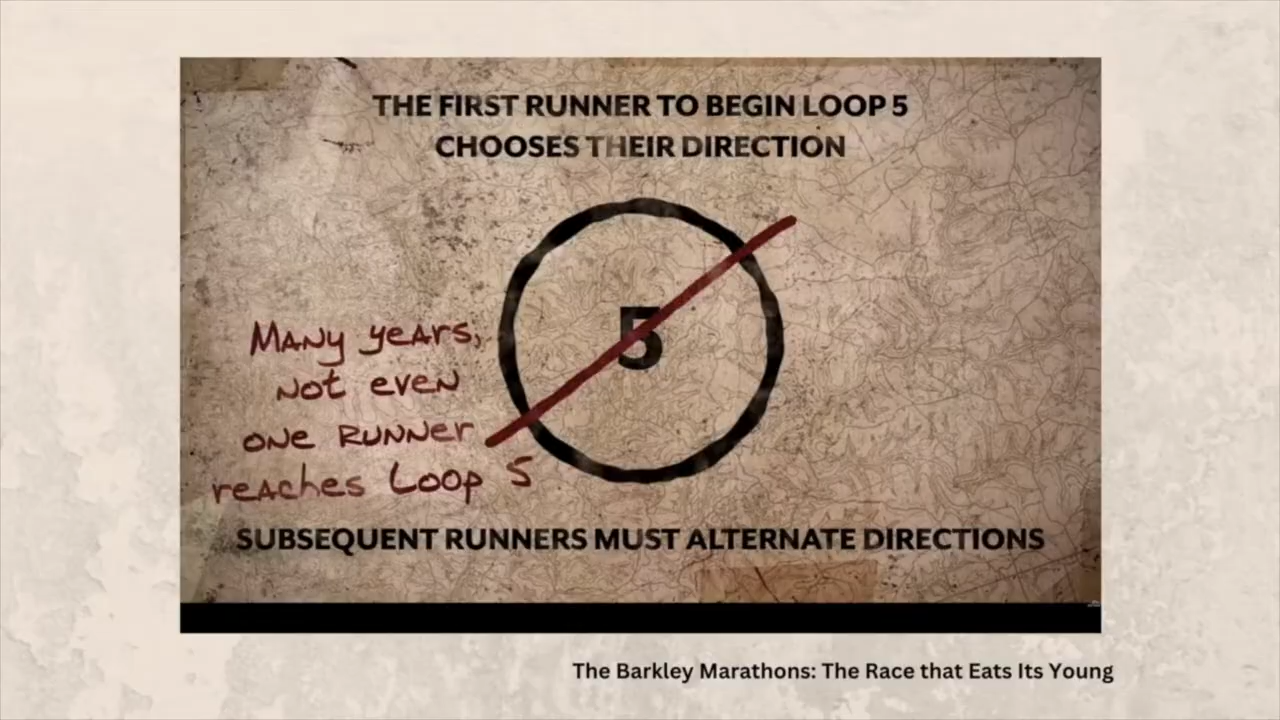 THE FIRST RUNNER TO BEGIN LOOP 5
CHOOSES THEIR DIRECTION
5
Many years,
not even
one runner
reaches Loop 5
SUBSEQUENT RUNNERS MUST ALTERNATE DIRECTIONS
The Barkley Marathons: The Race that Eats Its Young